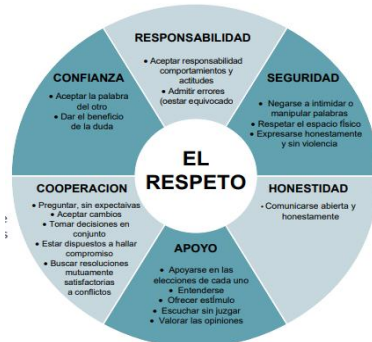 RESPONSABILIDAD
• Aceptar responsabilidad
comportamientos y
actitudes
• Admitir errores
(oestar equivocado
SEGURIDAD
• Negarse a intimidar o
manipular palabras
• Respetar el espacio físico
• Expresarse honestamente
y sin violencia
HONESTIDAD
- Comunicarse abierta y
honestamente
APOYO
• Apoyarse en las
elecciones de cada uno
• Entenderse
• Ofrecer estímulo
• Escuchar sin juzgar
• Valorar las opiniones
COOPERACION
• Preguntar, sin expectaivas
• Aceptar cambios
• Tomar decisiones en
conjunto
• Estar dispuestos a hallar
compromiso
• Buscar resoluciones
mutuamente
satisfactorias
a conflictos
CONFIANZA
• Aceptar la palabra
del otro
• Dar el beneficio
de la duda
EL
RESPETO